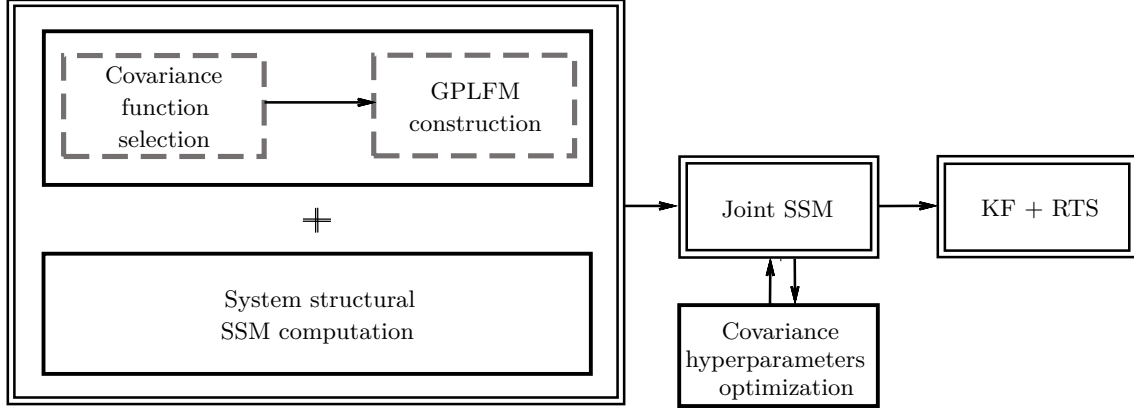 Covariance
function
selection
GPLFM
construction
+
System structural
SSM computation
Joint SSM
KF + RTS
Covariance
hyperparameters
optimization